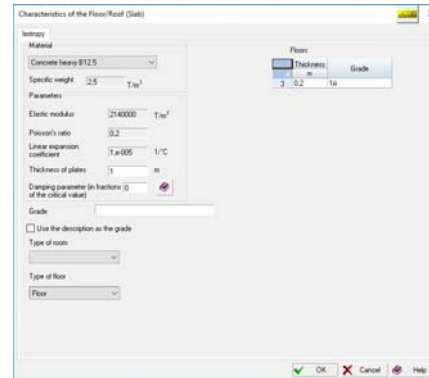 Characteristics of the Floor/Roof (Slab)
Isotropy
Material
Concrete heavy B12.5
Specific weight 2.5 T/m³
Parameters
Elastic modulus 2140000 T/m²
Poisson's ratio 0.2
Linear expansion coefficient 1.e-005 1/°C
Thickness of plates 1 m
Damping parameter (in fractions of the critical value) 0
Grade
Use the description as the grade
Type of room
Type of floor
Floor
Floors
Thickness m Grade
3 0.2
OK Cancel Help